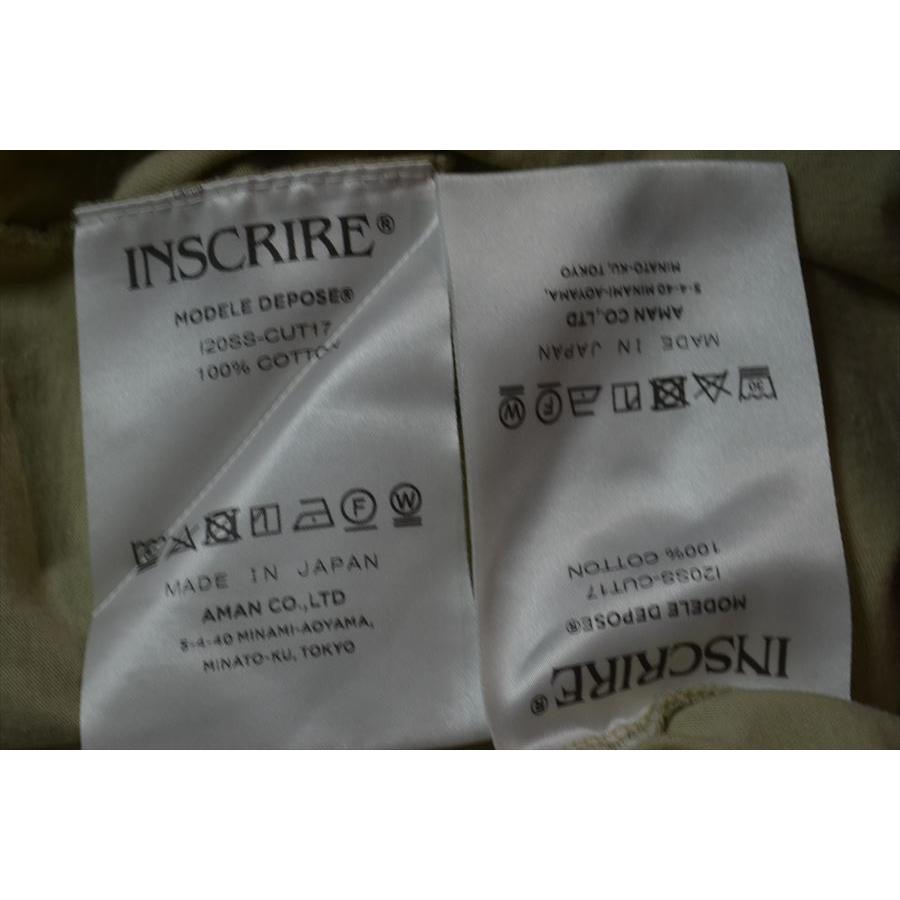 INSCRIRE®
MODELE DEPOSE®
I20SS-CUT17
100% COTTON
F W
MADE IN JAPAN
AMAN CO.,LTD
5-4-40 MINAMI-AOYAMA,
MINATO-KU, TOKYO
INSCRIRE®
MODELE DEPOSE®
I20SS-CUT17
100% COTTON
30 F W
MADE IN JAPAN
AMAN CO.,LTD
5-4-40 MINAMI-AOYAMA,
MINATO-KU, TOKYO